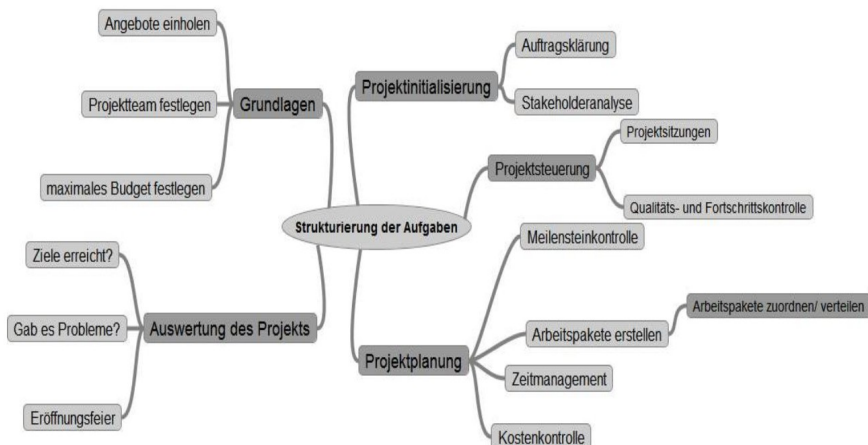 Strukturierung der Aufgaben
Grundlagen
Angebote einholen
Projektteam festlegen
maximales Budget festlegen
Auswertung des Projekts
Ziele erreicht?
Gab es Probleme?
Eröffnungsfeier
Projektinitialisierung
Auftragsklärung
Stakeholderanalyse
Projektsteuerung
Projektsitzungen
Qualitäts- und Fortschrittskontrolle
Projektplanung
Meilensteinkontrolle
Arbeitspakete erstellen
Arbeitspakete zuordnen/ verteilen
Zeitmanagement
Kostenkontrolle